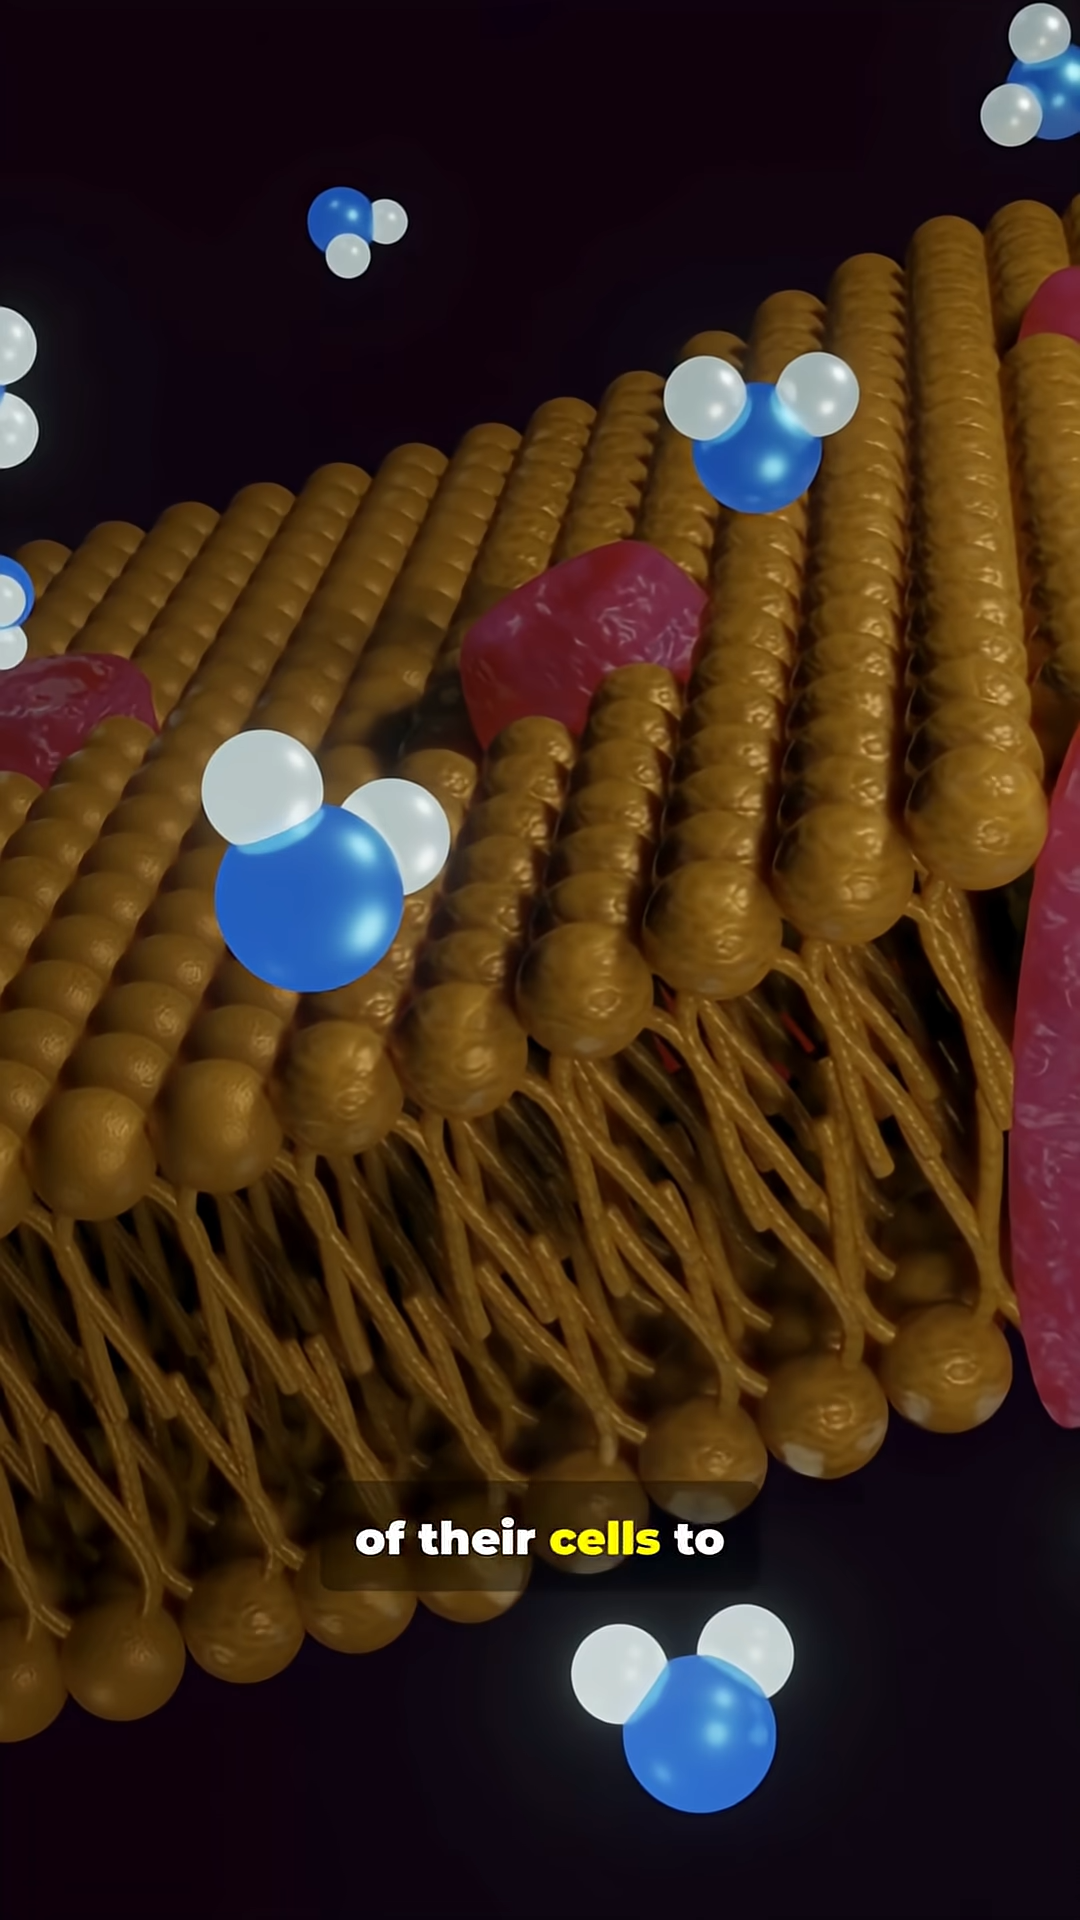 of their cells to